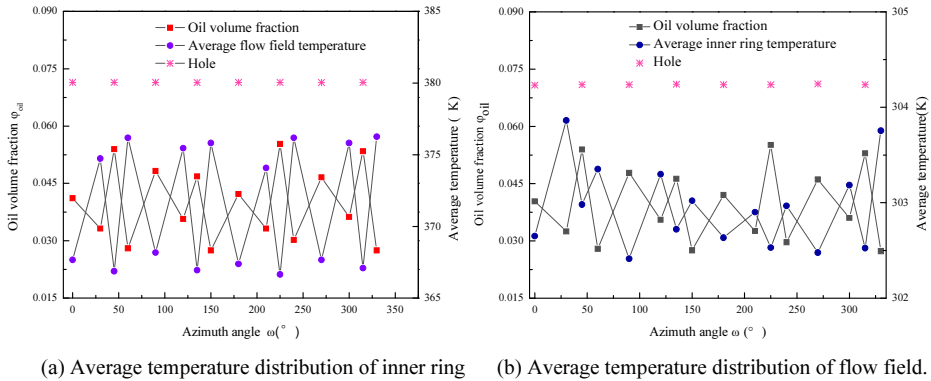 0.090
0.075
0.060
0.045
0.030
0.015
Oil volume fraction φoil
385
380
375
370
365
Average temperature ( K)
0 50 100 150 200 250 300 350
Azimuth angle ω(°)
Oil volume fraction
Average flow field temperature
Hole
(a) Average temperature distribution of inner ring
0.090
0.075
0.060
0.045
0.030
0.015
Oil volume fraction φoil
305
304
303
302
Average temperature(K)
0 50 100 150 200 250 300
Azimuth angle ω (°)
Oil volume fraction
Average inner ring temperature
Hole
(b) Average temperature distribution of flow field.